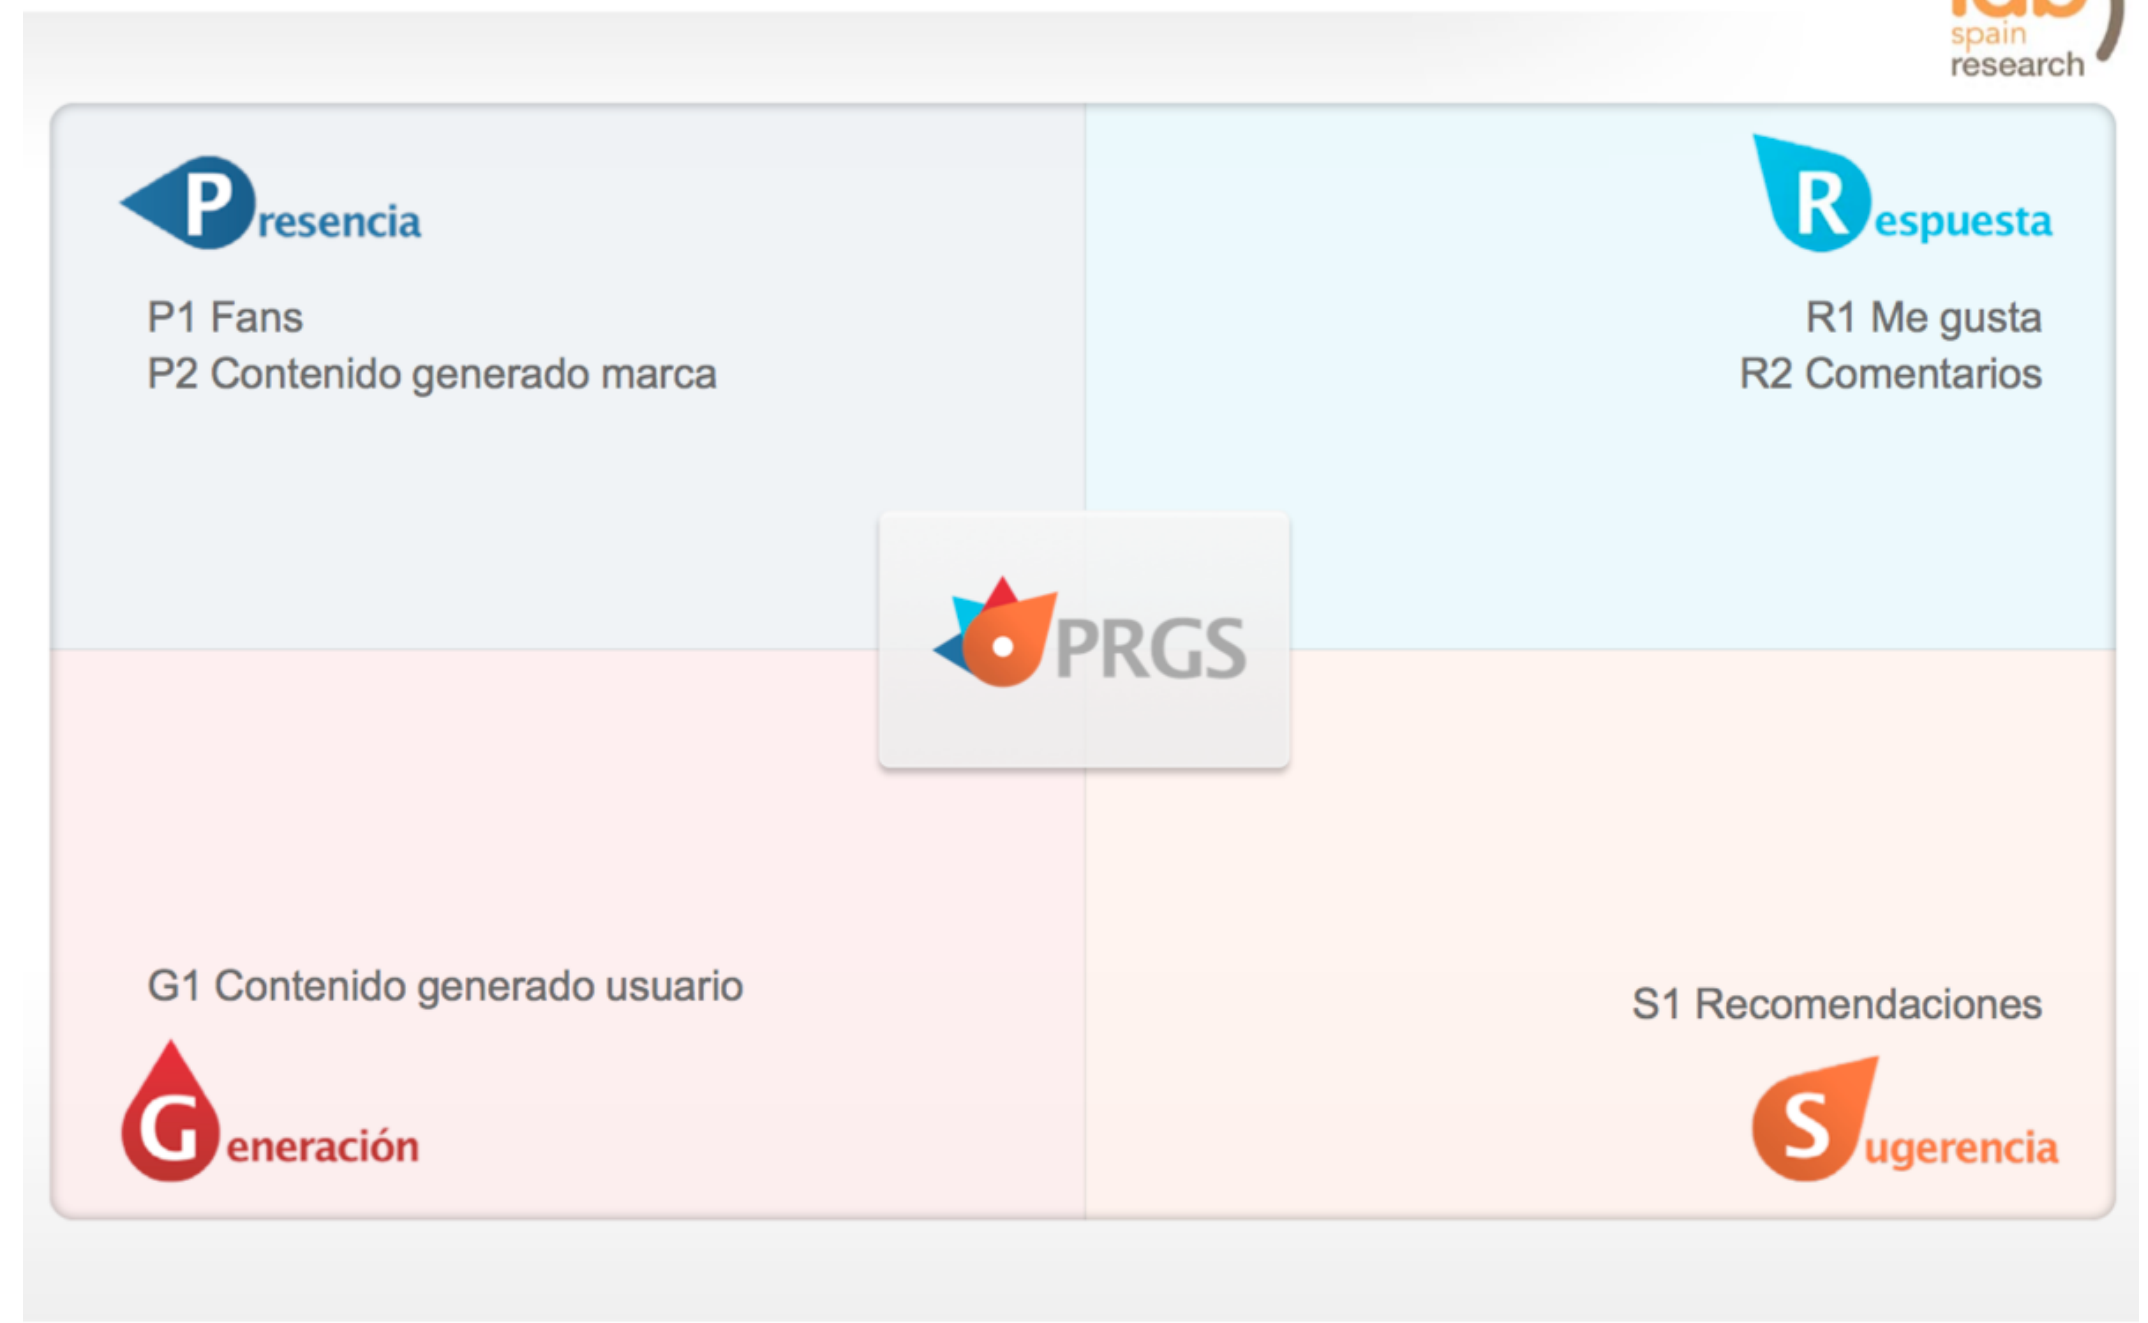 spain
research
Presencia
P1 Fans
P2 Contenido generado marca
Respuesta
R1 Me gusta
R2 Comentarios
PRGS
G1 Contenido generado usuario
Generación
S1 Recomendaciones
Sugerencia